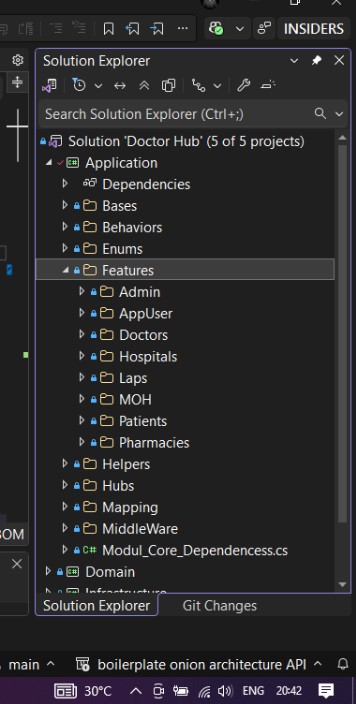 INSIDERS
Solution Explorer
Search Solution Explorer (Ctrl+;)
Solution 'Doctor Hub' (5 of 5 projects)
C# Application
Dependencies
Bases
Behaviors
Enums
Features
Admin
AppUser
Doctors
Hospitals
Laps
MOH
Patients
Pharmacies
Helpers
Hubs
Mapping
MiddleWare
C# Modul_Core_Dependencess.cs
C# Domain
Infrastructure
BOM
Solution Explorer Git Changes
main boilerplate onion architecture API
30°C ENG 20:42